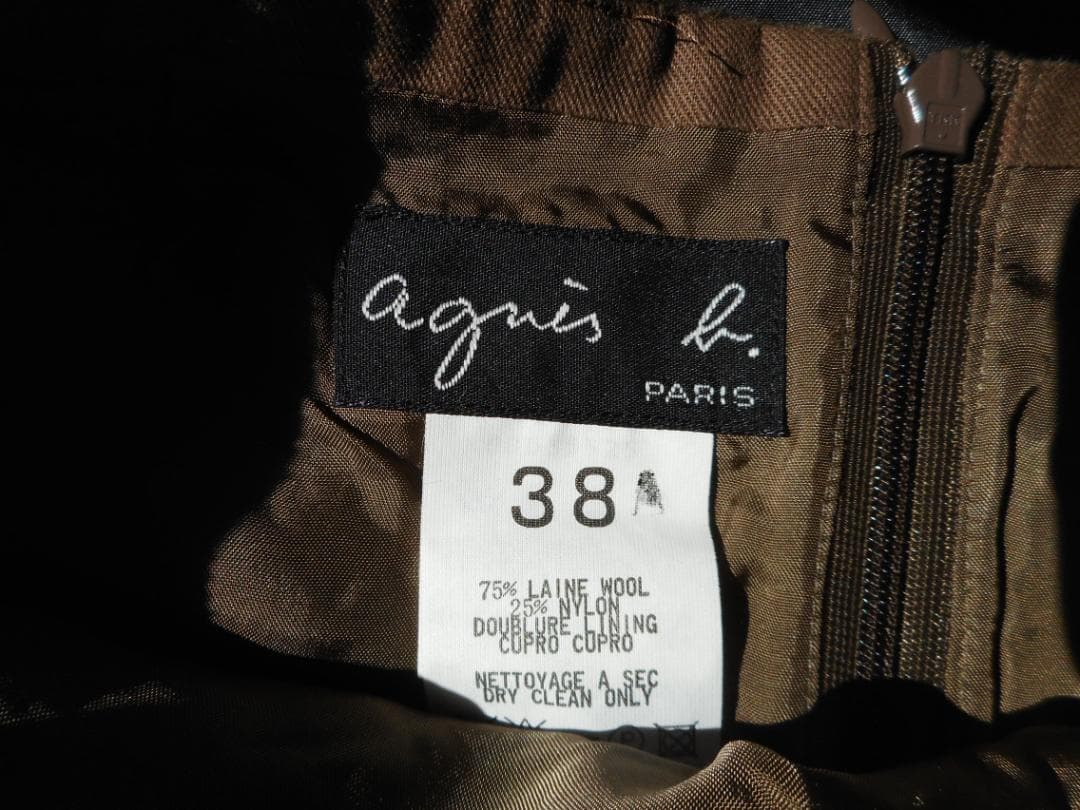 agnès b.
PARIS
38
75% LAINE WOOL
25% NYLON
DOUBLURE LINING
CUPRO CUPRO
NETTOYAGE A SEC
DRY CLEAN ONLY
P